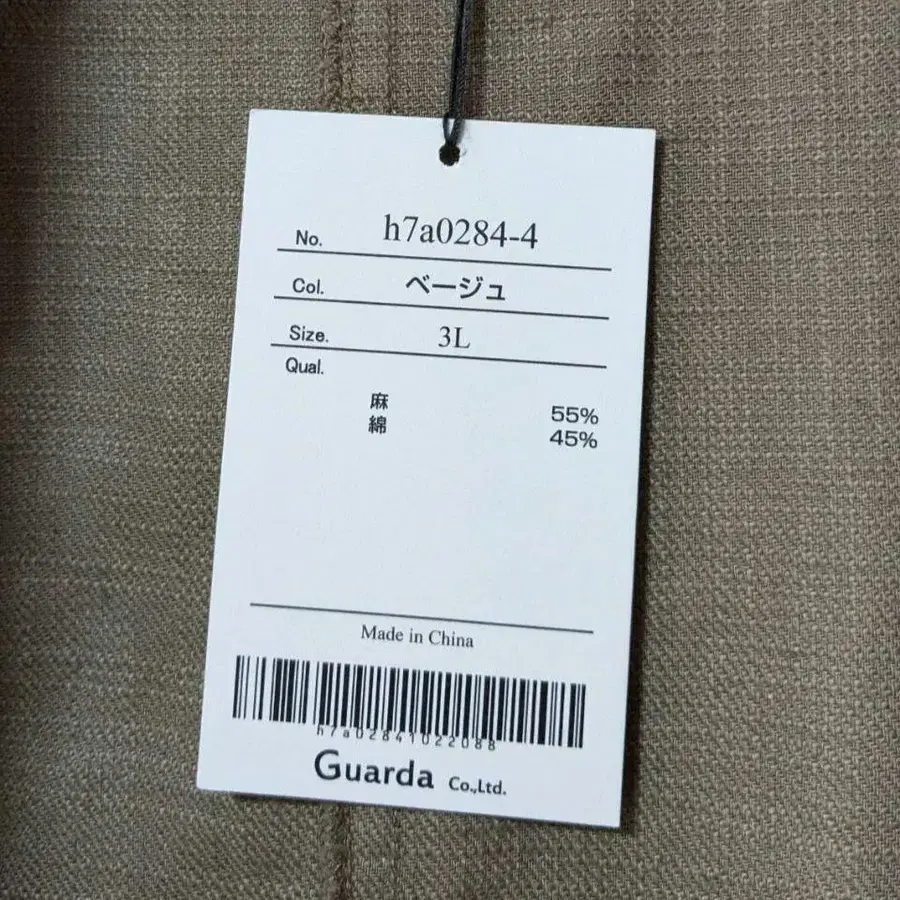 No. h7a0284-4
Col. ベージュ
Size. 3L
Qual.
麻 55%
綿 45%
Made in China
h7a02841022088
Guarda Co.,Ltd.